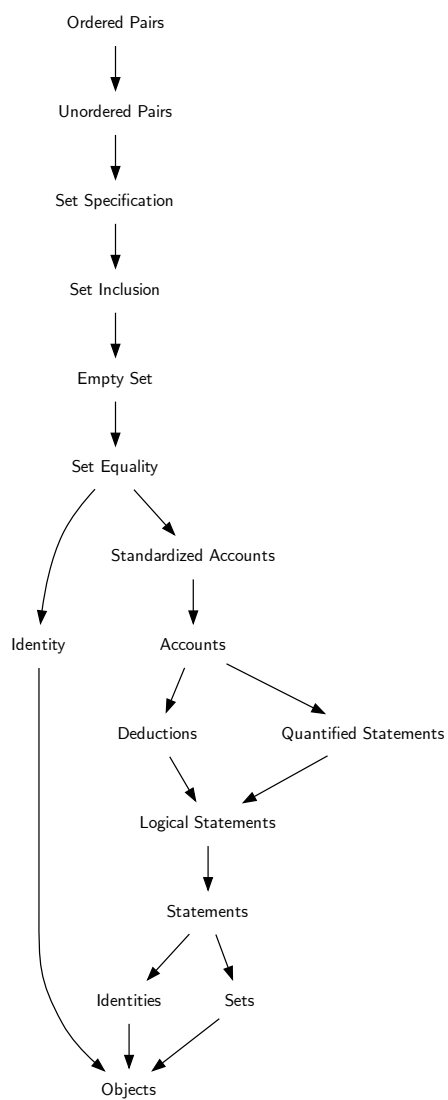 Ordered Pairs
Unordered Pairs
Set Specification
Set Inclusion
Empty Set
Set Equality
Standardized Accounts
Identity
Accounts
Deductions
Quantified Statements
Logical Statements
Statements
Identities
Sets
Objects